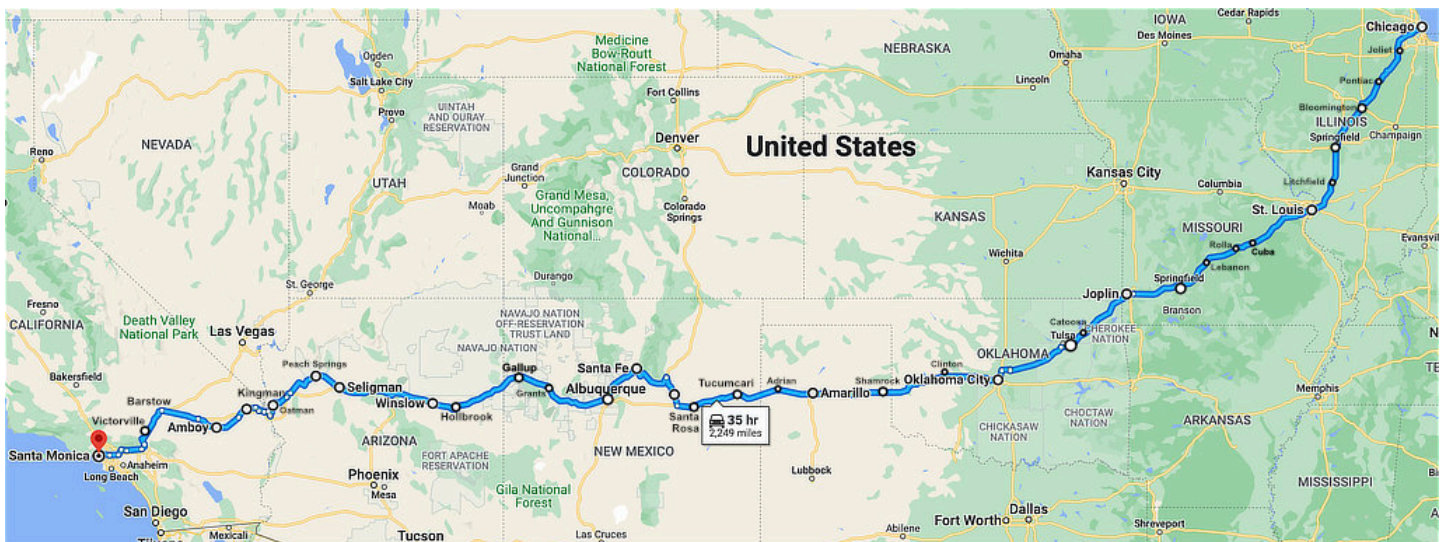 IOWA
Cedar Rapids
Des Moines
Chicago
Joliet
Pontiac
Bloomington
ILLINOIS
Springfield
Champaign
Litchfield
St. Louis
Medicine
Bow-Routt
National Forest
NEBRASKA
Omaha
Lincoln
Ogden
Salt Lake City
Provo
UINTAH
AND OURAY
RESERVATION
Fort Collins
Denver
United States
Reno
NEVADA
UTAH
Grand
Junction
COLORADO
Moab
Grand Mesa,
Uncompahgre
And Gunnison
National...
Colorado
Springs
Kansas City
Columbia
KANSAS
MISSOURI
Rolla
Cuba
Lebanon
Evansvil
Wichita
Springfield
Joplin
Branson
Durango
St. George
Fresno
CALIFORNIA
Death Valley
National Park
Las Vegas
NAVAJO NATION
OFF-RESERVATION
TRUST LAND
NAVAJO NATION
Catoosa
Tulsa
CHEROKEE
NATION
OKLAHOMA
N
Bakersfield
Peach Springs
Kingman
Oatman
Seligman
Winslow
Hollbrook
Gallup
Grants
Santa Fe
Albuquerque
Santa
Rosa
Tucumcari
Adrian
Amarillo
Shamrock
Clinton
Oklahoma City
Memphis
TE
Barstow
Victorville
Amboy
Santa Monica
Anaheim
Long Beach
35 hr
2,249 miles
ARIZONA
FORT APACHE
RESERVATION
NEW MEXICO
Phoenix
Mesa
Gila National
Forest
Lubbock
CHICKASAW
NATION
CHOCTAW
NATION
ARKANSAS
MISSISSIPPI
Bi
San Diego
Mexicali
Tucson
Las Cruces
Abilene
Fort Worth
Dallas
Shreveport
A